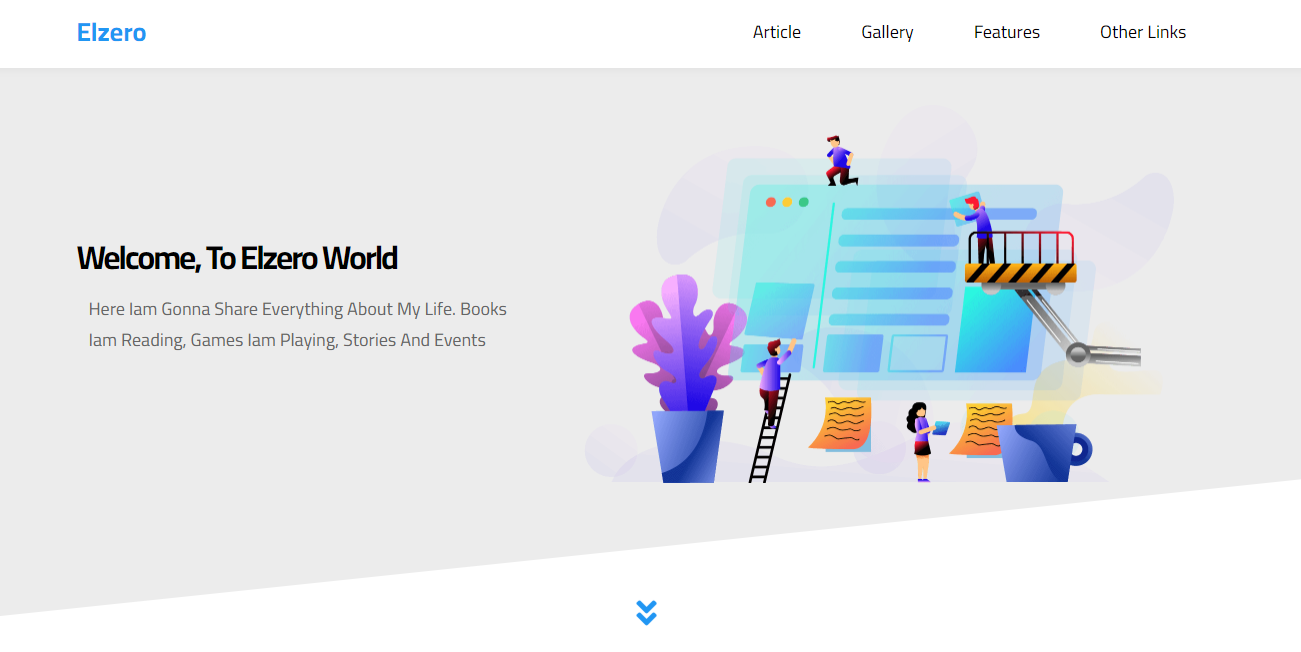 Elzero
Article
Gallery
Features
Other Links
Welcome, To Elzero World
Here Iam Gonna Share Everything About My Life. Books
Iam Reading, Games Iam Playing, Stories And Events